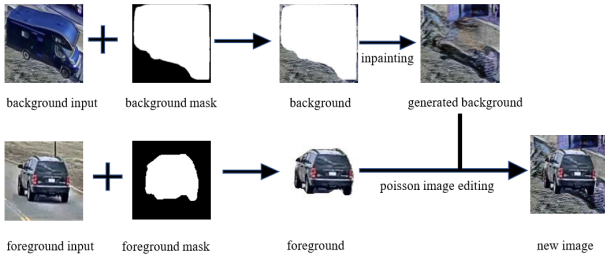 inpainting
background input
background mask
background
generated background
poisson image editing
foreground input
foreground mask
foreground
new image